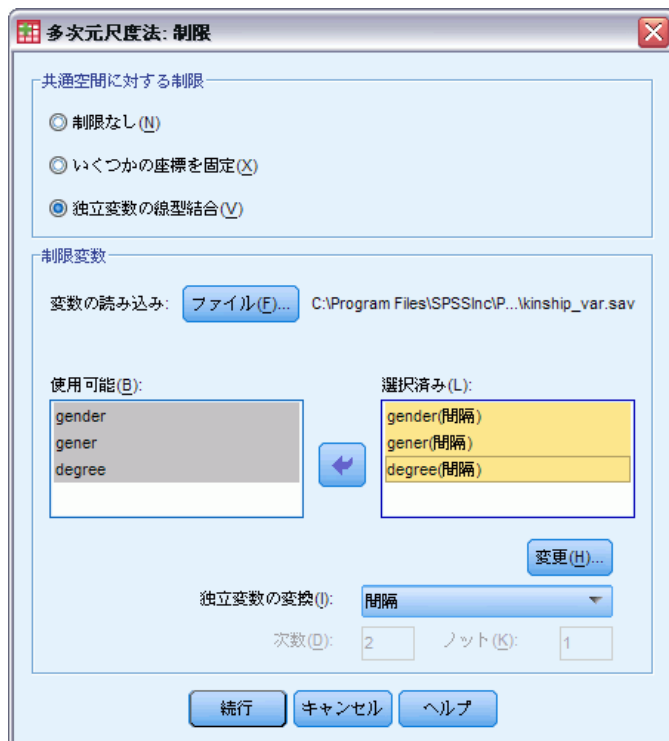 多次元尺度法: 制限
共通空間に対する制限
制限なし(N)
いくつかの座標を固定(X)
独立変数の線型結合(V)
制限変数
変数の読み込み: ファイル(F)... C:\Program Files\SPSSInc\P...\kinship_var.sav
使用可能(B): 選択済み(L):
gender gender(間隔)
gener gener(間隔)
degree degree(間隔)
変更(H)...
独立変数の変換(I): 間隔
次数(D): 2 ノット(K): 1
続行 キャンセル ヘルプ